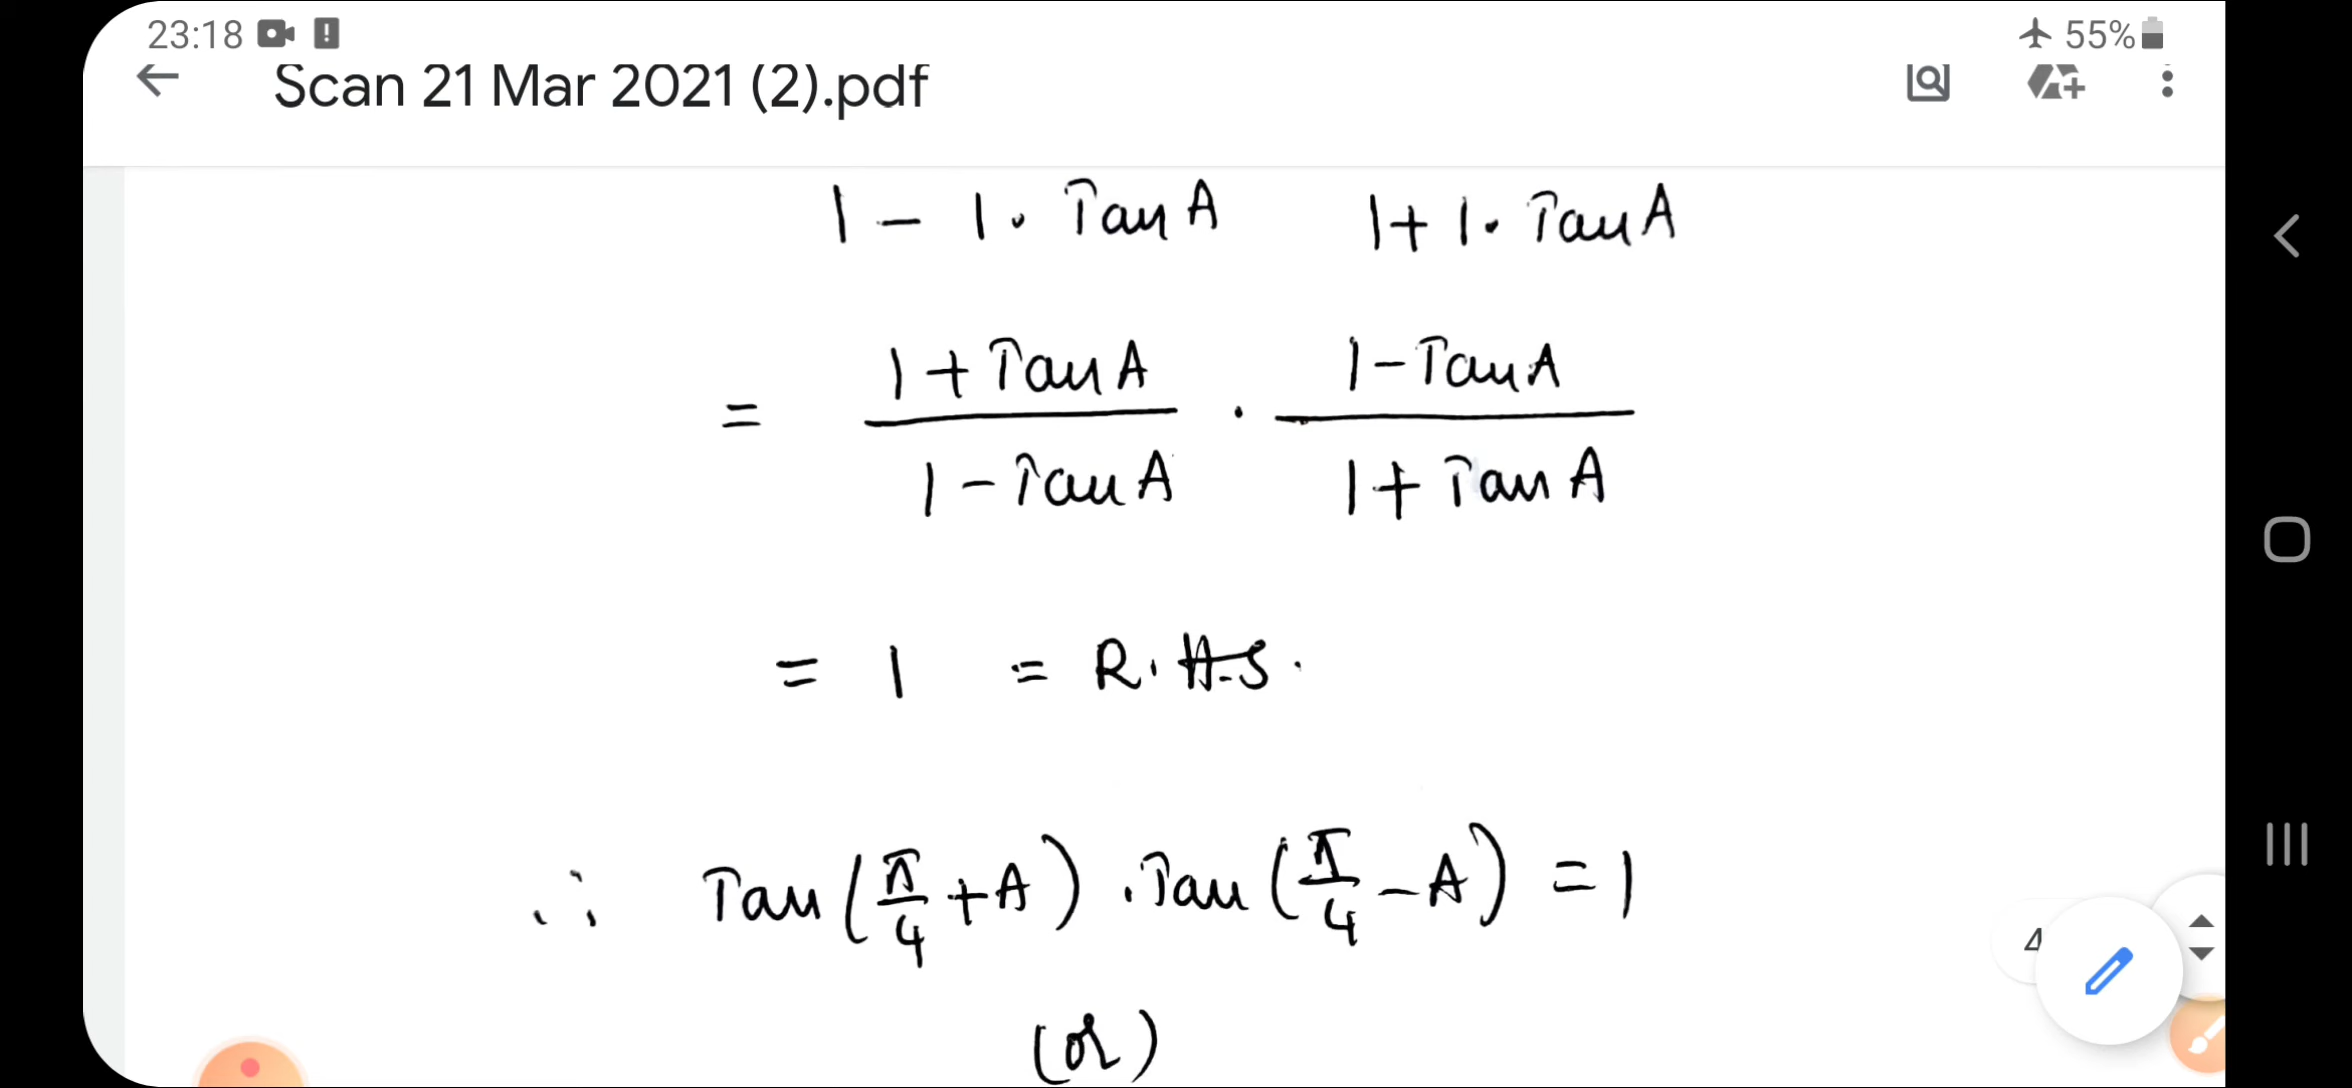 23:18 55%
Scan 21 Mar 2021 (2).pdf
1 - 1. Tan A 1+1. Tan A
1 + Tan A 1 - Tan A
= .
1 - Tan A 1 + Tan A
= 1 = R.H.S.
∴ Tan (π/4 + A) . Tan (π/4 - A) = 1
4
(or)